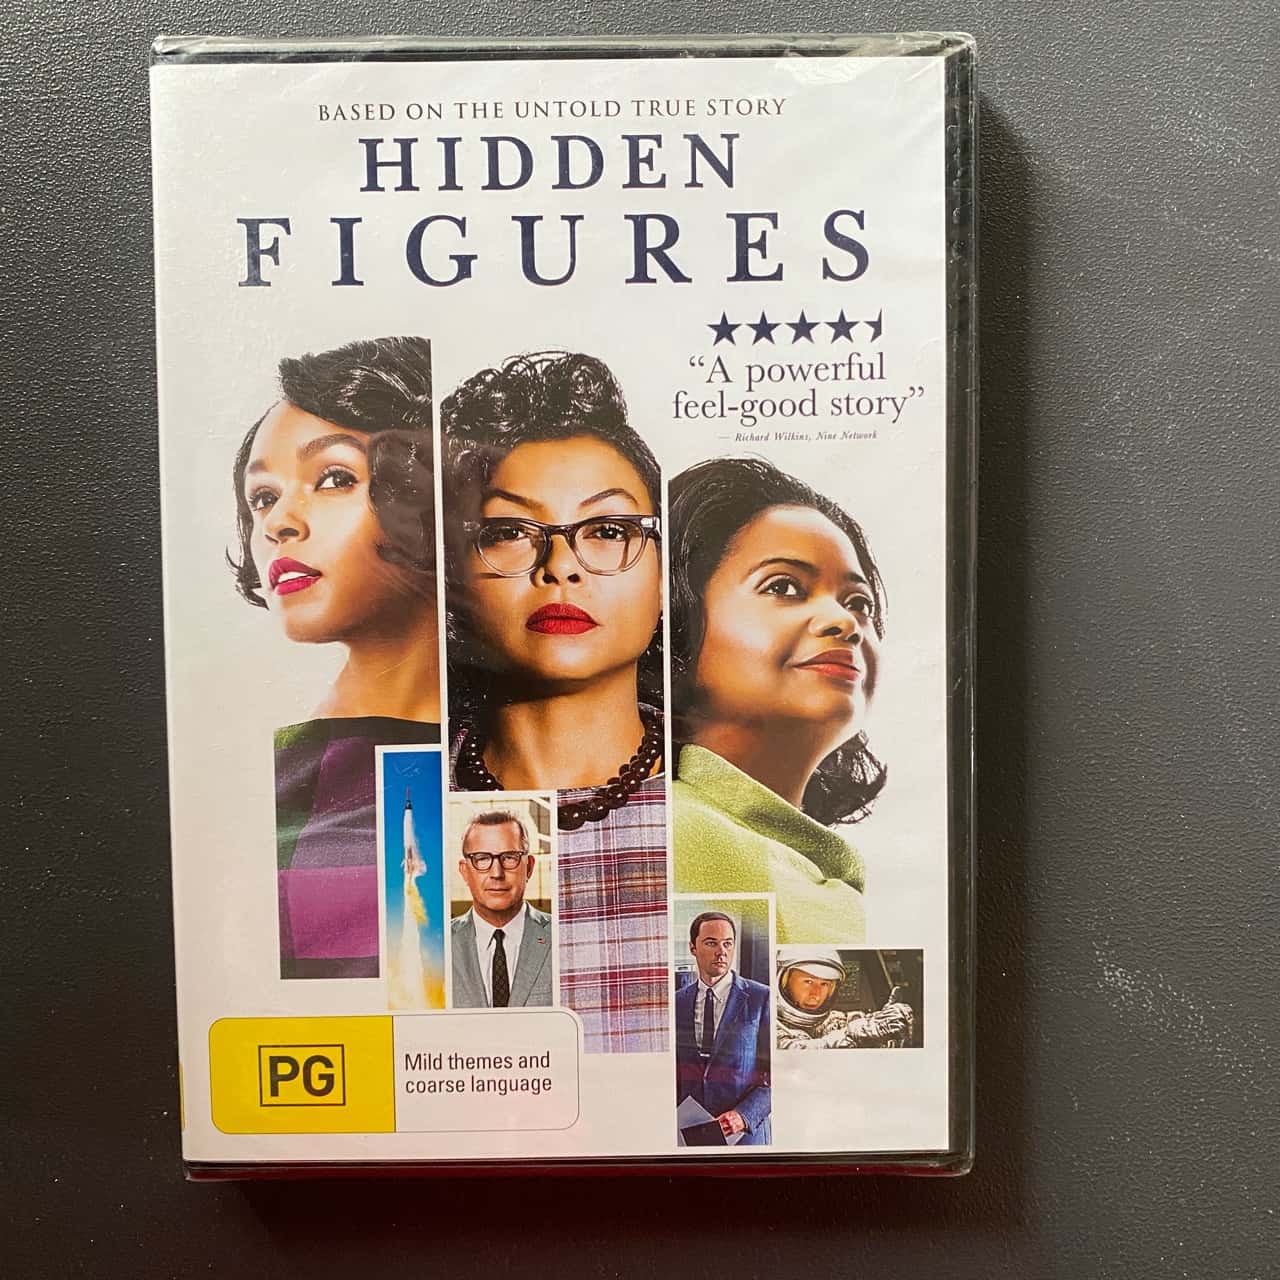 BASED ON THE UNTOLD TRUE STORY
HIDDEN
FIGURES
“A powerful
feel-good story”
— Richard Wilkins, Nine Network
PG
Mild themes and
coarse language